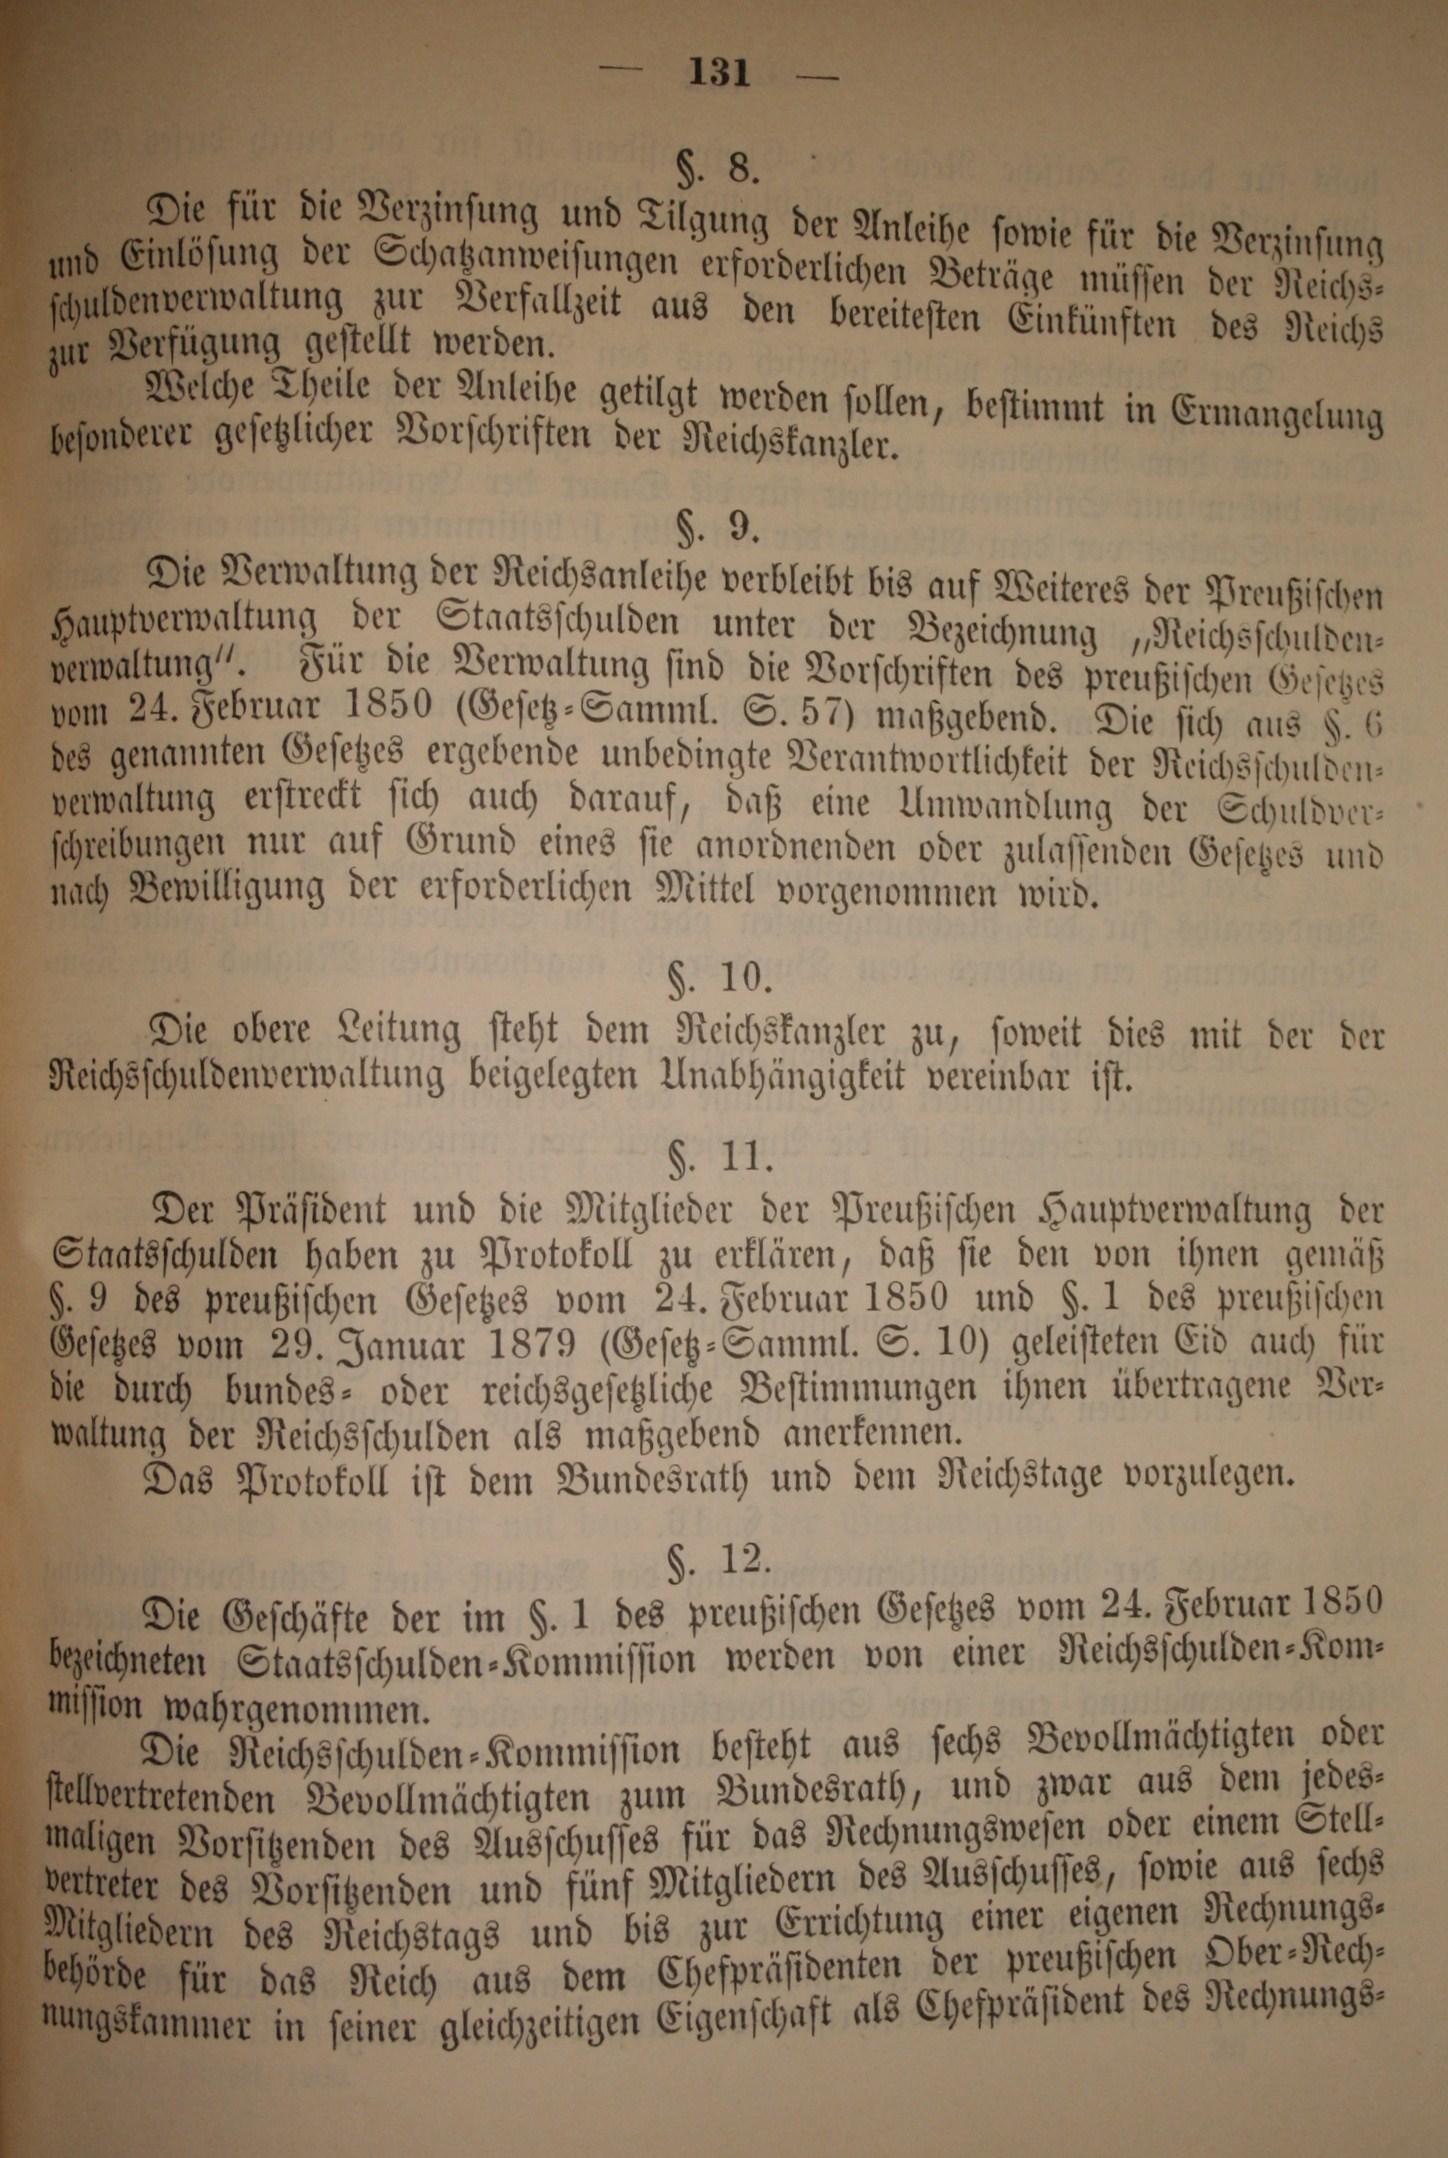 — 131 —
§. 8.
Die für die Verzinsung und Tilgung der Anleihe sowie für die Verzinsung
und Einlösung der Schatzanweisungen erforderlichen Beträge müssen der Reichs-
schuldenverwaltung zur Verfallzeit aus den bereitesten Einkünften des Reichs
zur Verfügung gestellt werden.
Welche Theile der Anleihe getilgt werden sollen, bestimmt in Ermangelung
besonderer gesetzlicher Vorschriften der Reichskanzler.
§. 9.
Die Verwaltung der Reichsanleihe verbleibt bis auf Weiteres der Preußischen
Hauptverwaltung der Staatsschulden unter der Bezeichnung „Reichsschulden-
verwaltung“. Für die Verwaltung sind die Vorschriften des preußischen Gesetzes
vom 24. Februar 1850 (Gesetz-Samml. S. 57) maßgebend. Die sich aus §. 6
des genannten Gesetzes ergebende unbedingte Verantwortlichkeit der Reichsschulden-
verwaltung erstreckt sich auch darauf, daß eine Umwandlung der Schuldver-
schreibungen nur auf Grund eines sie anordnenden oder zulassenden Gesetzes und
nach Bewilligung der erforderlichen Mittel vorgenommen wird.
§. 10.
Die obere Leitung steht dem Reichskanzler zu, soweit dies mit der der
Reichsschuldenverwaltung beigelegten Unabhängigkeit vereinbar ist.
§. 11.
Der Präsident und die Mitglieder der Preußischen Hauptverwaltung der
Staatsschulden haben zu Protokoll zu erklären, daß sie den von ihnen gemäß
§. 9 des preußischen Gesetzes vom 24. Februar 1850 und §. 1 des preußischen
Gesetzes vom 29. Januar 1879 (Gesetz-Samml. S. 10) geleisteten Eid auch für
die durch bundes- oder reichsgesetzliche Bestimmungen ihnen übertragene Ver-
waltung der Reichsschulden als maßgebend anerkennen.
Das Protokoll ist dem Bundesrath und dem Reichstage vorzulegen.
§. 12.
Die Geschäfte der im §. 1 des preußischen Gesetzes vom 24. Februar 1850
bezeichneten Staatsschulden-Kommission werden von einer Reichsschulden-Kom-
mission wahrgenommen.
Die Reichsschulden-Kommission besteht aus sechs Bevollmächtigten oder
stellvertretenden Bevollmächtigten zum Bundesrath, und zwar aus dem jedes-
maligen Vorsitzenden des Ausschusses für das Rechnungswesen oder einem Stell-
vertreter des Vorsitzenden und fünf Mitgliedern des Ausschusses, sowie aus sechs
Mitgliedern des Reichstags und bis zur Errichtung einer eigenen Rechnungs-
behörde für das Reich aus dem Chefpräsidenten der preußischen Ober-Rech-
nungskammer in seiner gleichzeitigen Eigenschaft als Chefpräsident des Rechnungs-